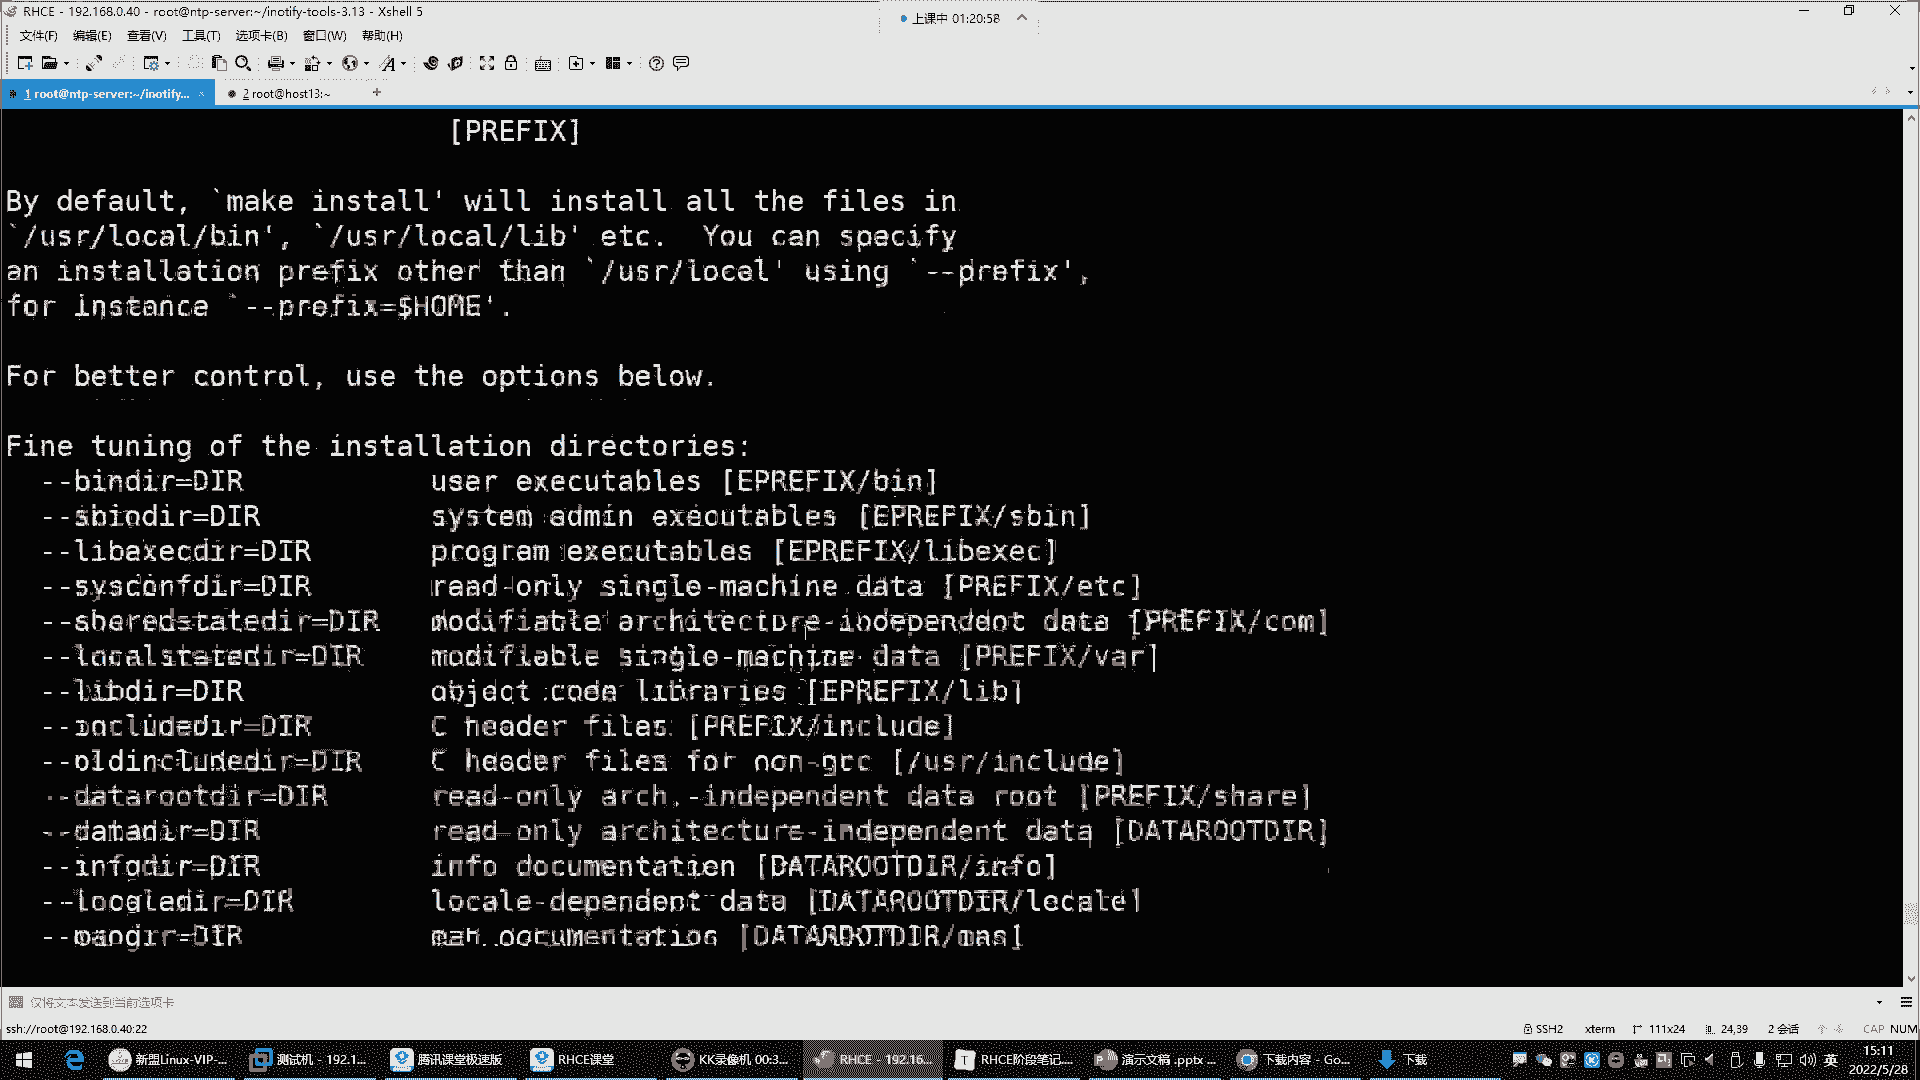 RHCE - 192.168.0.40 - root@ntp-server:~/inotify-tools-3.13 - Xshell 5
上课中 01:20:58
文件(F) 编辑(E) 查看(V) 工具(T) 选项卡(B) 窗口(W) 帮助(H)
1 root@ntp-server:~/inotify... × 2 root@host13:~ +
[PREFIX]
By default, `make install' will install all the files in
`/usr/local/bin', `/usr/local/lib' etc. You can specify
an installation prefix other than `/usr/local' using `--prefix',
for instance `--prefix=$HOME'.
For better control, use the options below.
Fine tuning of the installation directories:
--bindir=DIR user executables [EPREFIX/bin]
--sbindir=DIR system admin executables [EPREFIX/sbin]
--libexecdir=DIR program executables [EPREFIX/libexec]
--sysconfdir=DIR read-only single-machine data [PREFIX/etc]
--sharedstatedir=DIR modifiable architecture-independent data [PREFIX/com]
--localstatedir=DIR modifiable single-machine data [PREFIX/var]
--libdir=DIR object code libraries [EPREFIX/lib]
--includedir=DIR C header files [PREFIX/include]
--oldincludedir=DIR C header files for non-gcc [/usr/include]
--datarootdir=DIR read-only arch.-independent data root [PREFIX/share]
--datadir=DIR read-only architecture-independent data [DATAROOTDIR]
--infodir=DIR info documentation [DATAROOTDIR/info]
--localedir=DIR locale-dependent data [DATAROOTDIR/locale]
--mandir=DIR man documentation [DATAROOTDIR/man]
仅将文本发送到当前选项卡
ssh://root@192.168.0.40:22 SSH2 xterm 111x24 24,39 2 会话 CAP NUM
新盟Linux-VIP-... 测试机 - 192.1... 腾讯课堂极速版 RHCE课堂 KK录像机 00:3... RHCE - 192.16... RHCE阶段笔记.... 演示文稿 .pptx ... 下载内容 - Go... 下载 英 15:11
2022/5/28